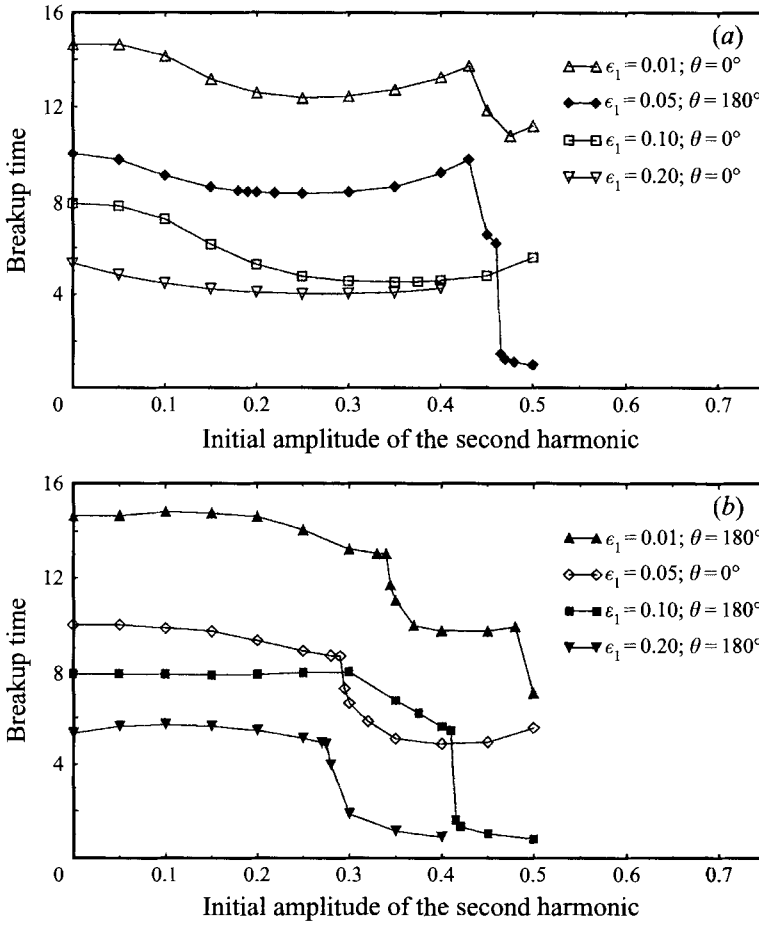 (a)
16
12
8
4
0
Breakup time
ϵ₁ = 0.01; θ = 0°
ϵ₁ = 0.05; θ = 180°
ϵ₁ = 0.10; θ = 0°
ϵ₁ = 0.20; θ = 0°
0.1 0.2 0.3 0.4 0.5 0.6 0.7
Initial amplitude of the second harmonic
(b)
16
12
8
4
0
Breakup time
ϵ₁ = 0.01; θ = 180°
ϵ₁ = 0.05; θ = 0°
ε₁ = 0.10; θ = 180°
ϵ₁ = 0.20; θ = 180°
0.1 0.2 0.3 0.4 0.5 0.6 0.7
Initial amplitude of the second harmonic